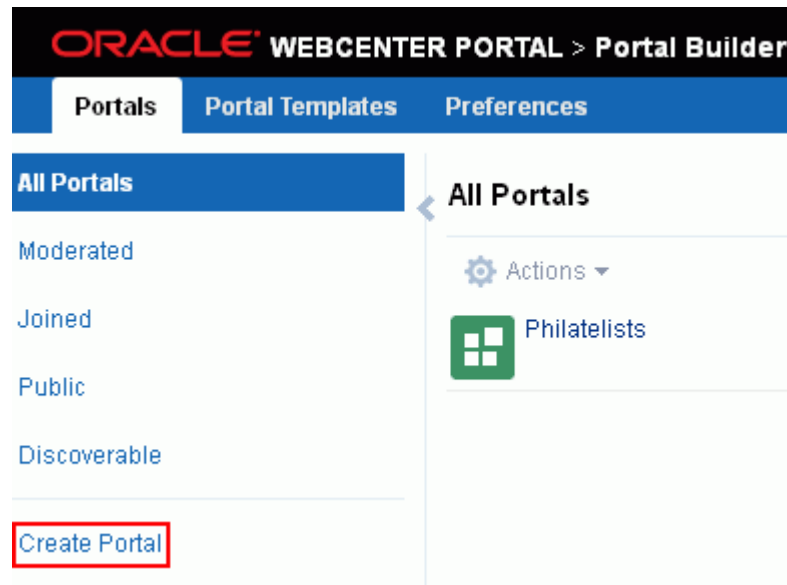 ORACLE WEBCENTER PORTAL > Portal Builder
Portals Portal Templates Preferences
All Portals
Moderated
Joined
Public
Discoverable
Create Portal
All Portals
Actions
Philatelists